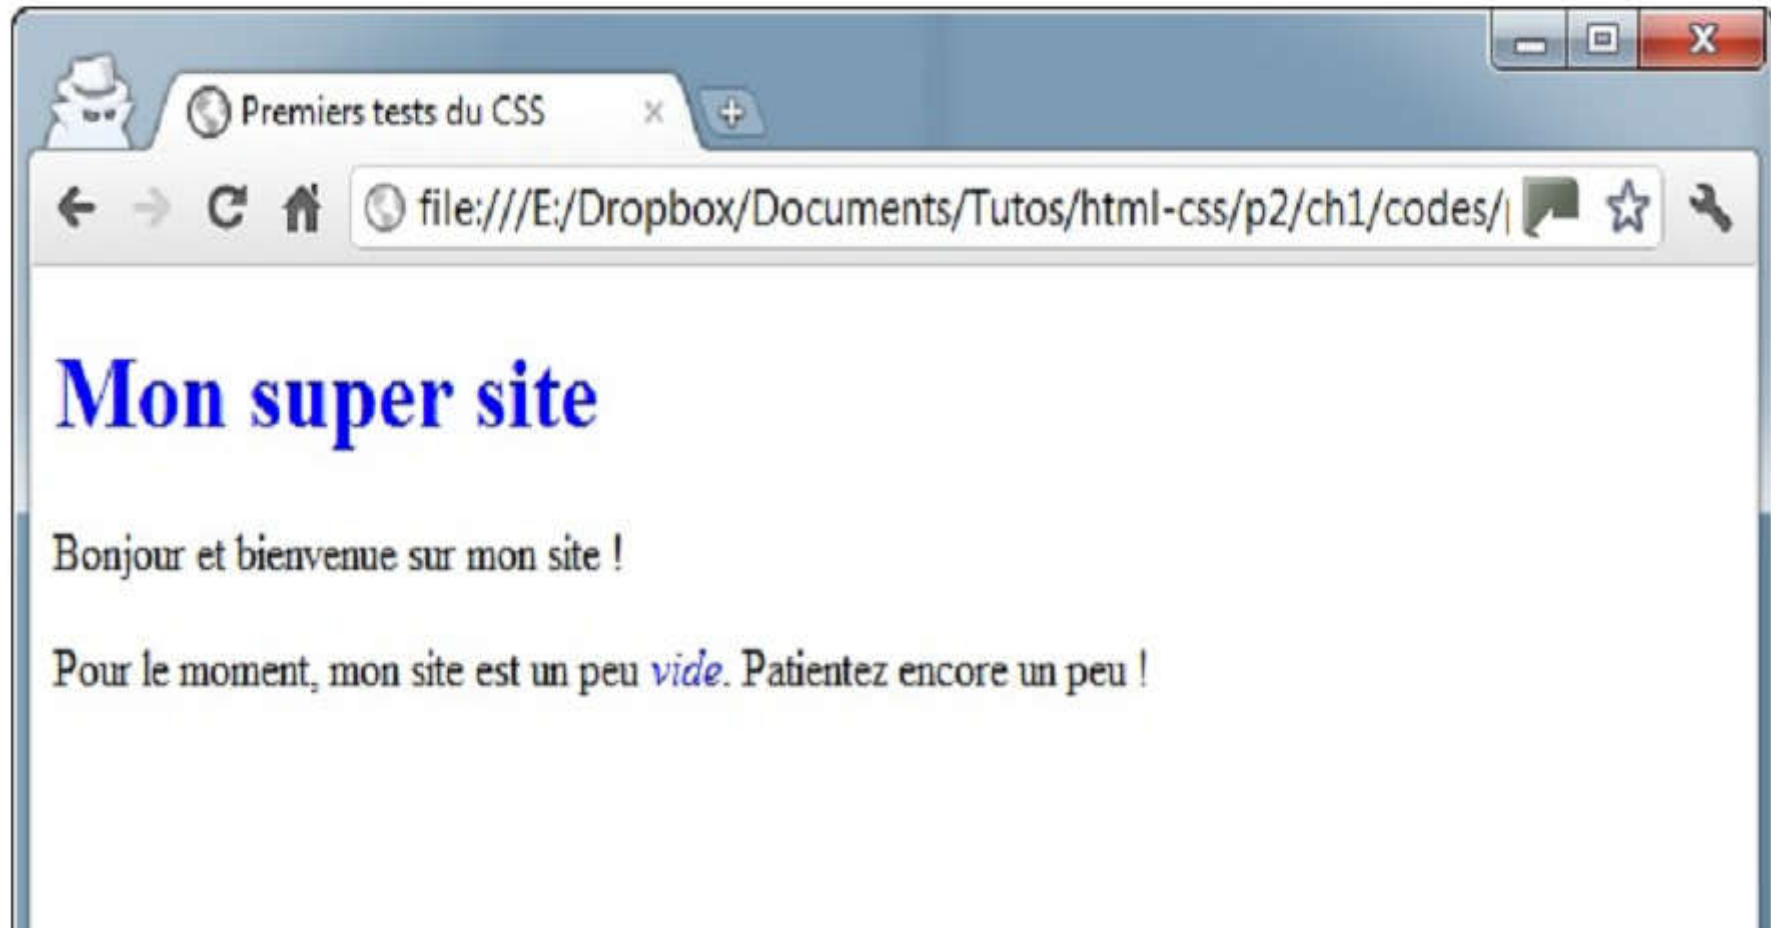 Premiers tests du CSS
file:///E:/Dropbox/Documents/Tutos/html-css/p2/ch1/codes/
Mon super site
Bonjour et bienvenue sur mon site !
Pour le moment, mon site est un peu vide. Patientez encore un peu !